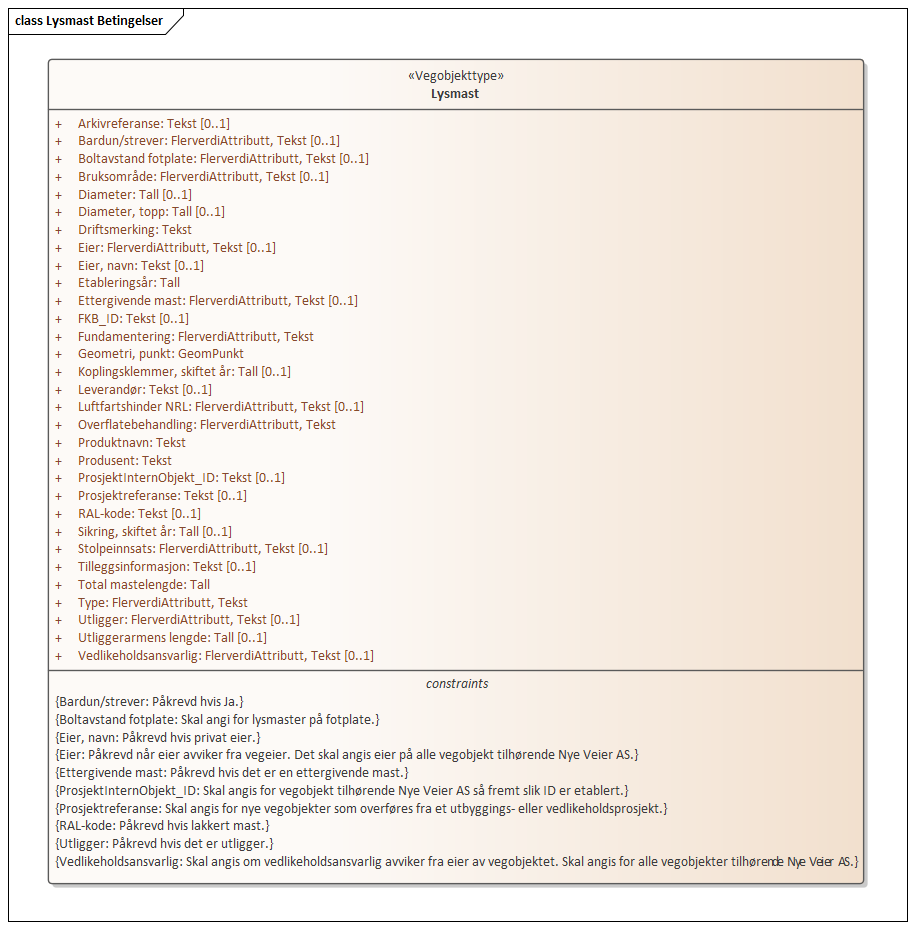 class Lysmast Betingelser
«Vegobjekttype»
Lysmast
+ Arkivreferanse: Tekst [0..1]
+ Bardun/strever: FlerverdiAttributt, Tekst [0..1]
+ Boltavstand fotplate: FlerverdiAttributt, Tekst [0..1]
+ Bruksområde: FlerverdiAttributt, Tekst [0..1]
+ Diameter: Tall [0..1]
+ Diameter, topp: Tall [0..1]
+ Driftsmerking: Tekst
+ Eier: FlerverdiAttributt, Tekst [0..1]
+ Eier, navn: Tekst [0..1]
+ Etableringsår: Tall
+ Ettergivende mast: FlerverdiAttributt, Tekst [0..1]
+ FKB_ID: Tekst [0..1]
+ Fundamentering: FlerverdiAttributt, Tekst
+ Geometri, punkt: GeomPunkt
+ Koplingsklemmer, skiftet år: Tall [0..1]
+ Leverandør: Tekst [0..1]
+ Luftfartshinder NRL: FlerverdiAttributt, Tekst [0..1]
+ Overflatebehandling: FlerverdiAttributt, Tekst
+ Produktnavn: Tekst
+ Produsent: Tekst
+ ProsjektInternObjekt_ID: Tekst [0..1]
+ Prosjektreferanse: Tekst [0..1]
+ RAL-kode: Tekst [0..1]
+ Sikring, skiftet år: Tall [0..1]
+ Stolpeinnsats: FlerverdiAttributt, Tekst [0..1]
+ Tilleggsinformasjon: Tekst [0..1]
+ Total mastelengde: Tall
+ Type: FlerverdiAttributt, Tekst
+ Utligger: FlerverdiAttributt, Tekst [0..1]
+ Utliggerarmens lengde: Tall [0..1]
+ Vedlikeholdsansvarlig: FlerverdiAttributt, Tekst [0..1]
constraints
{Bardun/strever: Påkrevd hvis Ja.}
{Boltavstand fotplate: Skal angi for lysmaster på fotplate.}
{Eier, navn: Påkrevd hvis privat eier.}
{Eier: Påkrevd når eier avviker fra vegeier. Det skal angis eier på alle vegobjekt tilhørende Nye Veier AS.}
{Ettergivende mast: Påkrevd hvis det er en ettergivende mast.}
{ProsjektInternObjekt_ID: Skal angis for vegobjekt tilhørende Nye Veier AS så fremt slik ID er etablert.}
{Prosjektreferanse: Skal angis for nye vegobjekter som overføres fra et utbyggings- eller vedlikeholdsprosjekt.}
{RAL-kode: Påkrevd hvis lakkert mast.}
{Utligger: Påkrevd hvis det er utligger.}
{Vedlikeholdsansvarlig: Skal angis om vedlikeholdsansvarlig avviker fra eier av vegobjektet. Skal angis for alle vegobjekter tilhørende Nye Veier AS.}